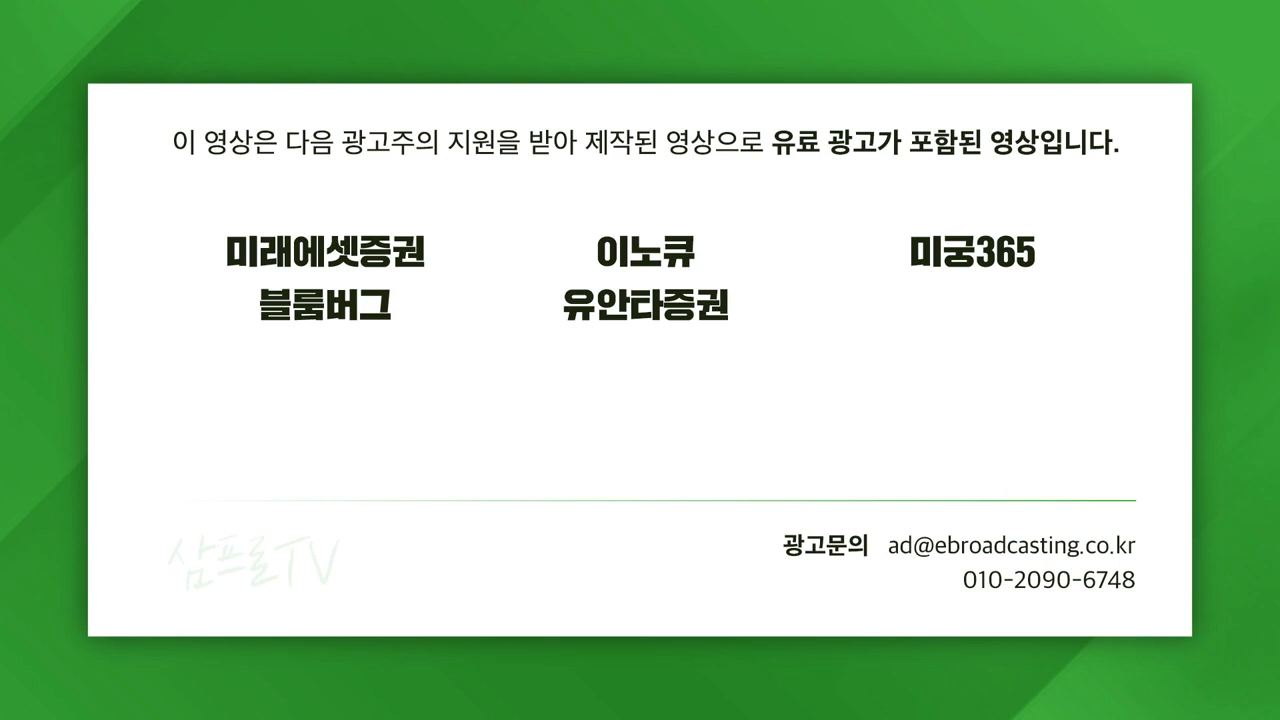 이 영상은 다음 광고주의 지원을 받아 제작된 영상으로 유료 광고가 포함된 영상입니다.
미래에셋증권 이노큐 미궁365
블룸버그 유안타증권
삼프로TV
광고문의 ad@ebroadcasting.co.kr
010-2090-6748